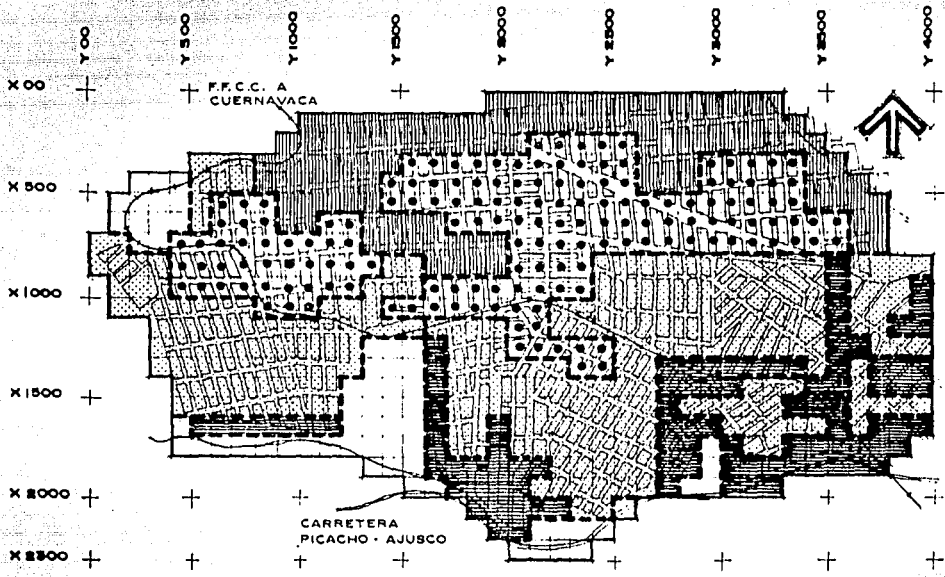 Y 00
Y 500
Y 1000
Y 1500
Y 2000
Y 2500
Y 3000
Y 3500
Y 4000
X 00
F.F.C.C. A
CUERNAVACA
X 500
X 1000
X 1500
X 2000
CARRETERA
PICACHO - AJUSCO
X 2300